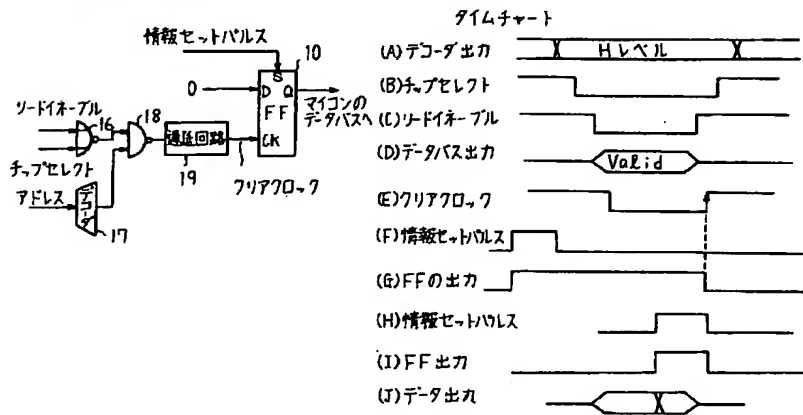 情報セットパルス
10
S
0
D Q
マイコンの
データバスへ
FF
CK
リードイネーブル
16
18
遅延回路
19
クリアクロック
チップセレクト
アドレス
デコーダ
17
タイムチャート
(A)デコーダ出力
Hレベル
(B)チップセレクト
(C)リードイネーブル
(D)データバス出力
Valid
(E)クリアクロック
(F)情報セットパルス
(G)FFの出力
(H)情報セットパルス
(I)FF出力
(J)データ出力